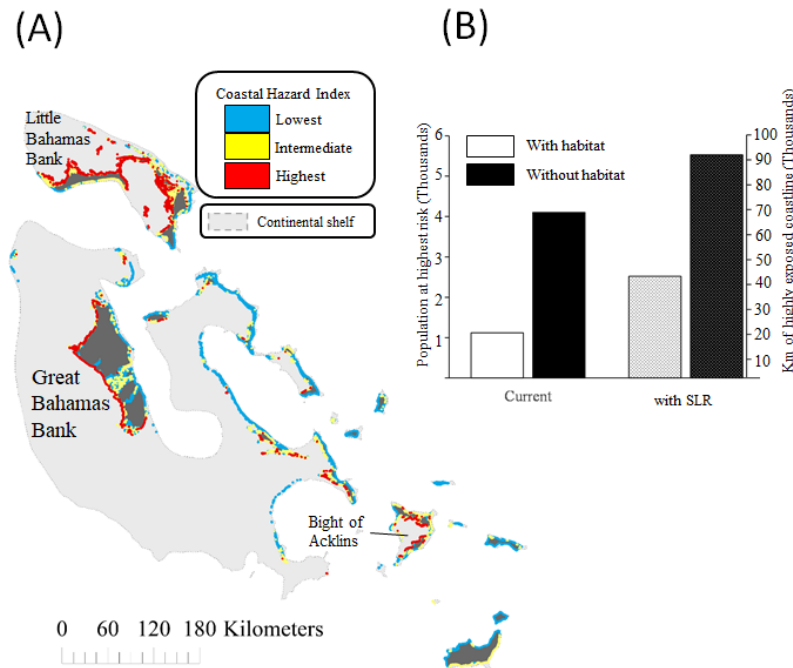 (A)
Little
Bahamas
Bank
Coastal Hazard Index
Lowest
Intermediate
Highest
Continental shelf
Great
Bahamas
Bank
Bight of
Acklins
0 60 120 180 Kilometers
(B)
Population at highest risk (Thousands)
6
5
4
3
2
1
With habitat
Without habitat
100
90
80
70
60
50
40
30
20
10
Km of highly exposed coastline (Thousands)
Current
with SLR